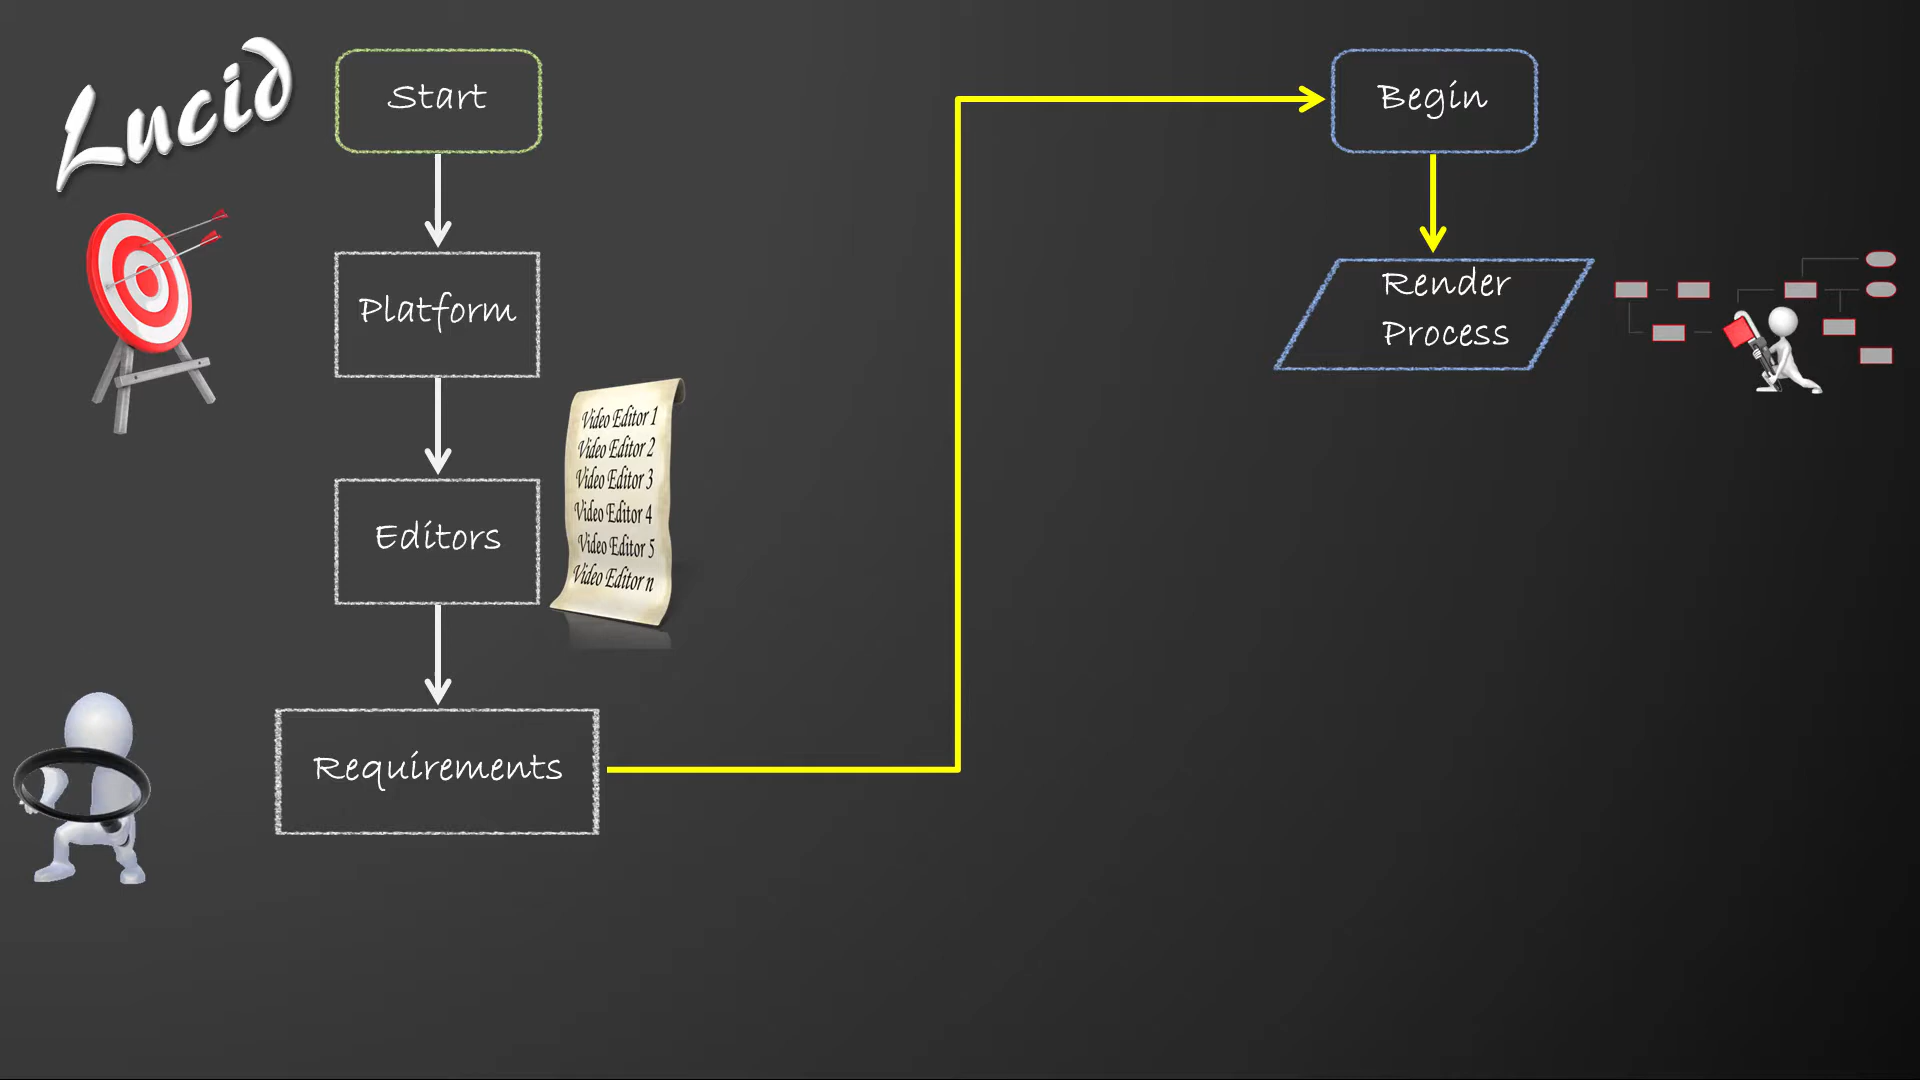 Lucid
Start
Platform
Editors
Video Editor 1
Video Editor 2
Video Editor 3
Video Editor 4
Video Editor 5
Video Editor n
Requirements
Begin
Render
Process